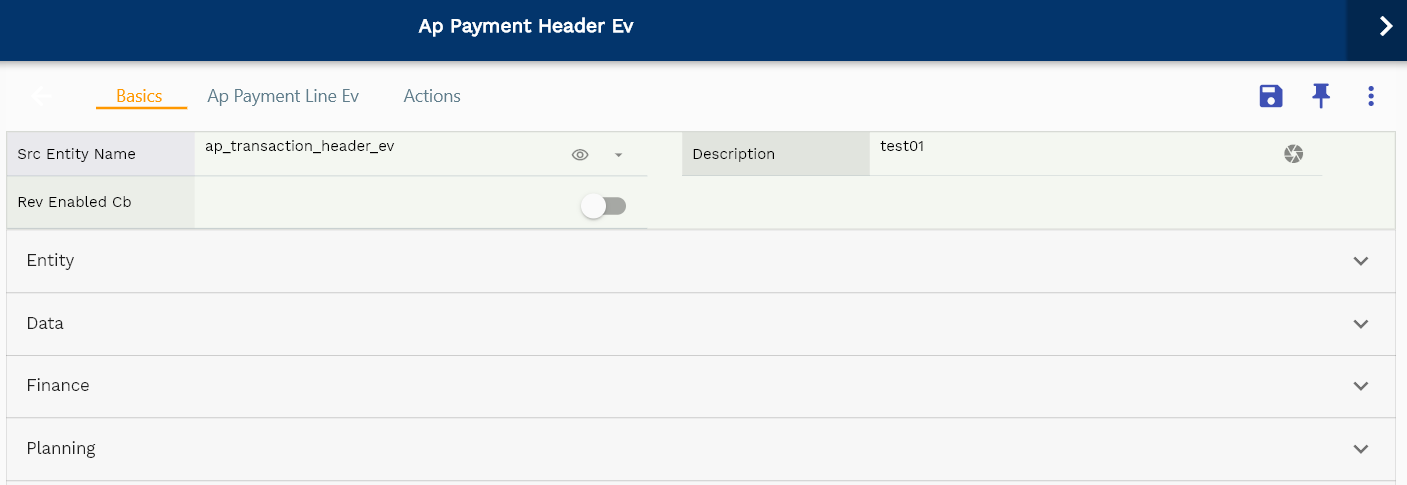 Ap Payment Header Ev
Basics Ap Payment Line Ev Actions
Src Entity Name ap_transaction_header_ev Description test01
Rev Enabled Cb
Entity
Data
Finance
Planning